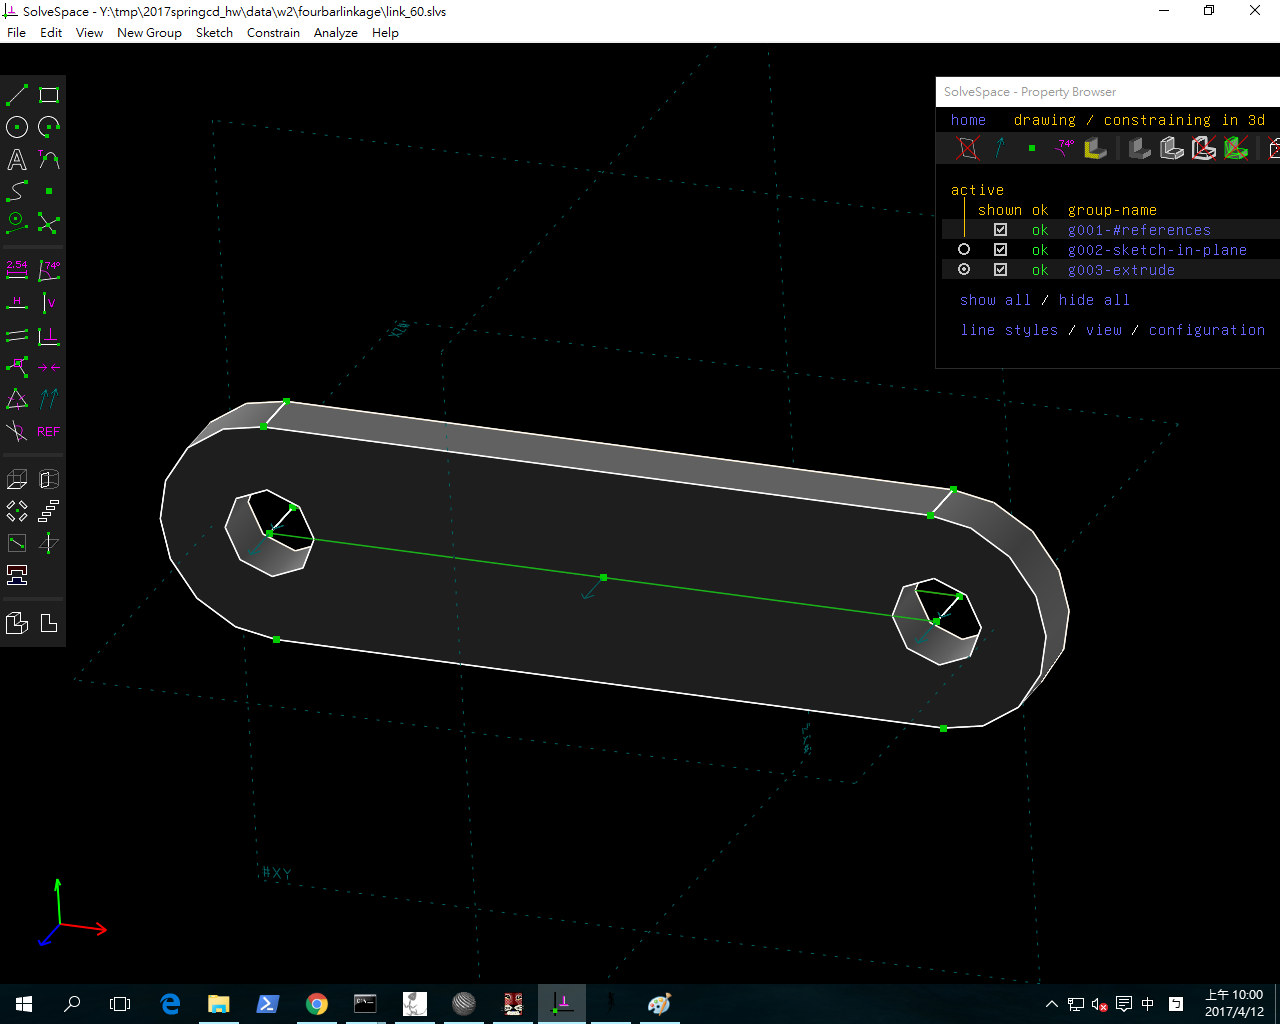 SolveSpace - Y:\tmp\2017springcd_hw\data\w2\fourbarlinkage\link_60.slvs
File Edit View New Group Sketch Constrain Analyze Help
SolveSpace - Property Browser
home drawing / constraining in 3d
74°
active
shown ok group-name
ok g001-#references
ok g002-sketch-in-plane
ok g003-extrude
show all / hide all
line styles / view / configuration
A T
2.54 74°
H V
REF
#XY
中
上午 10:00
2017/4/12